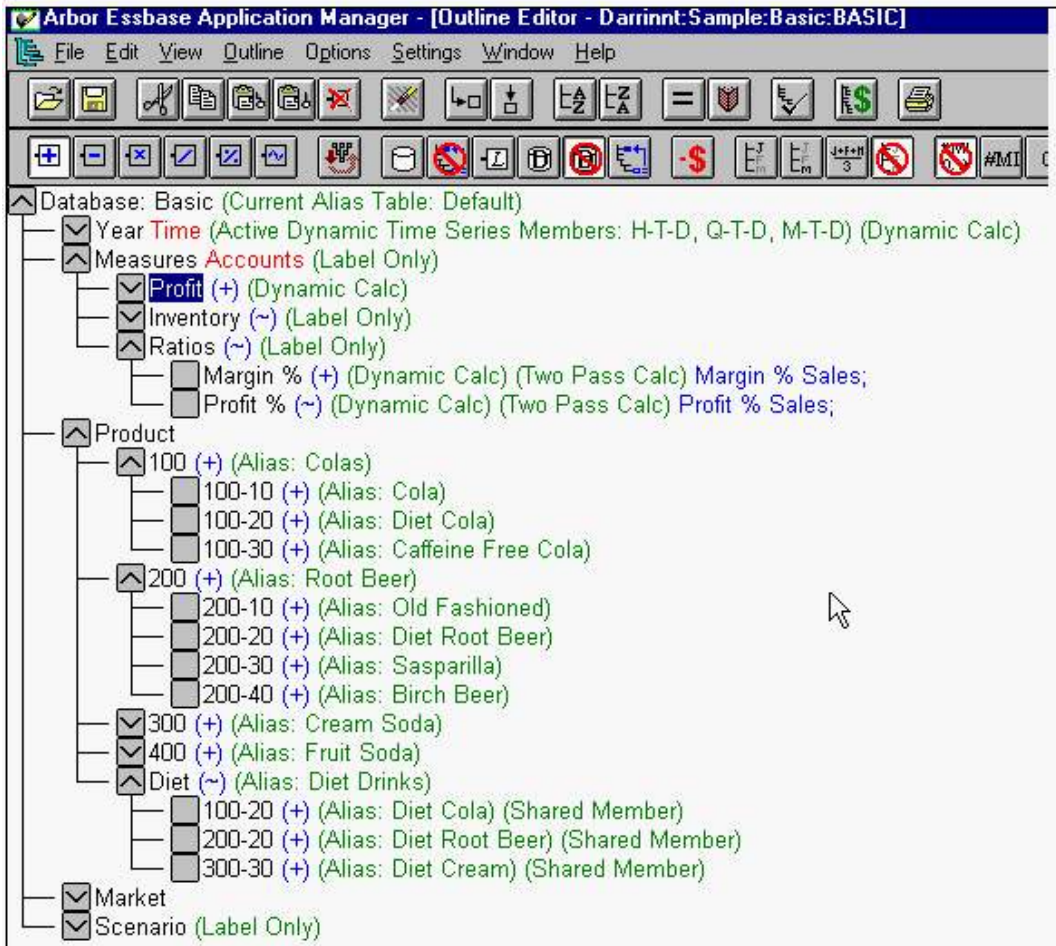 Arbor Essbase Application Manager - [Outline Editor - Darrinnt:Sample:Basic:BASIC]
File Edit View Outline Options Settings Window Help
A Z Z A = $
-$ J+F+M 3 #MI
Database: Basic (Current Alias Table: Default)
Year Time (Active Dynamic Time Series Members: H-T-D, Q-T-D, M-T-D) (Dynamic Calc)
Measures Accounts (Label Only)
Profit (+) (Dynamic Calc)
Inventory (~) (Label Only)
Ratios (~) (Label Only)
Margin % (+) (Dynamic Calc) (Two Pass Calc) Margin % Sales;
Profit % (~) (Dynamic Calc) (Two Pass Calc) Profit % Sales;
Product
100 (+) (Alias: Colas)
100-10 (+) (Alias: Cola)
100-20 (+) (Alias: Diet Cola)
100-30 (+) (Alias: Caffeine Free Cola)
200 (+) (Alias: Root Beer)
200-10 (+) (Alias: Old Fashioned)
200-20 (+) (Alias: Diet Root Beer)
200-30 (+) (Alias: Sasparilla)
200-40 (+) (Alias: Birch Beer)
300 (+) (Alias: Cream Soda)
400 (+) (Alias: Fruit Soda)
Diet (~) (Alias: Diet Drinks)
100-20 (+) (Alias: Diet Cola) (Shared Member)
200-20 (+) (Alias: Diet Root Beer) (Shared Member)
300-30 (+) (Alias: Diet Cream) (Shared Member)
Market
Scenario (Label Only)